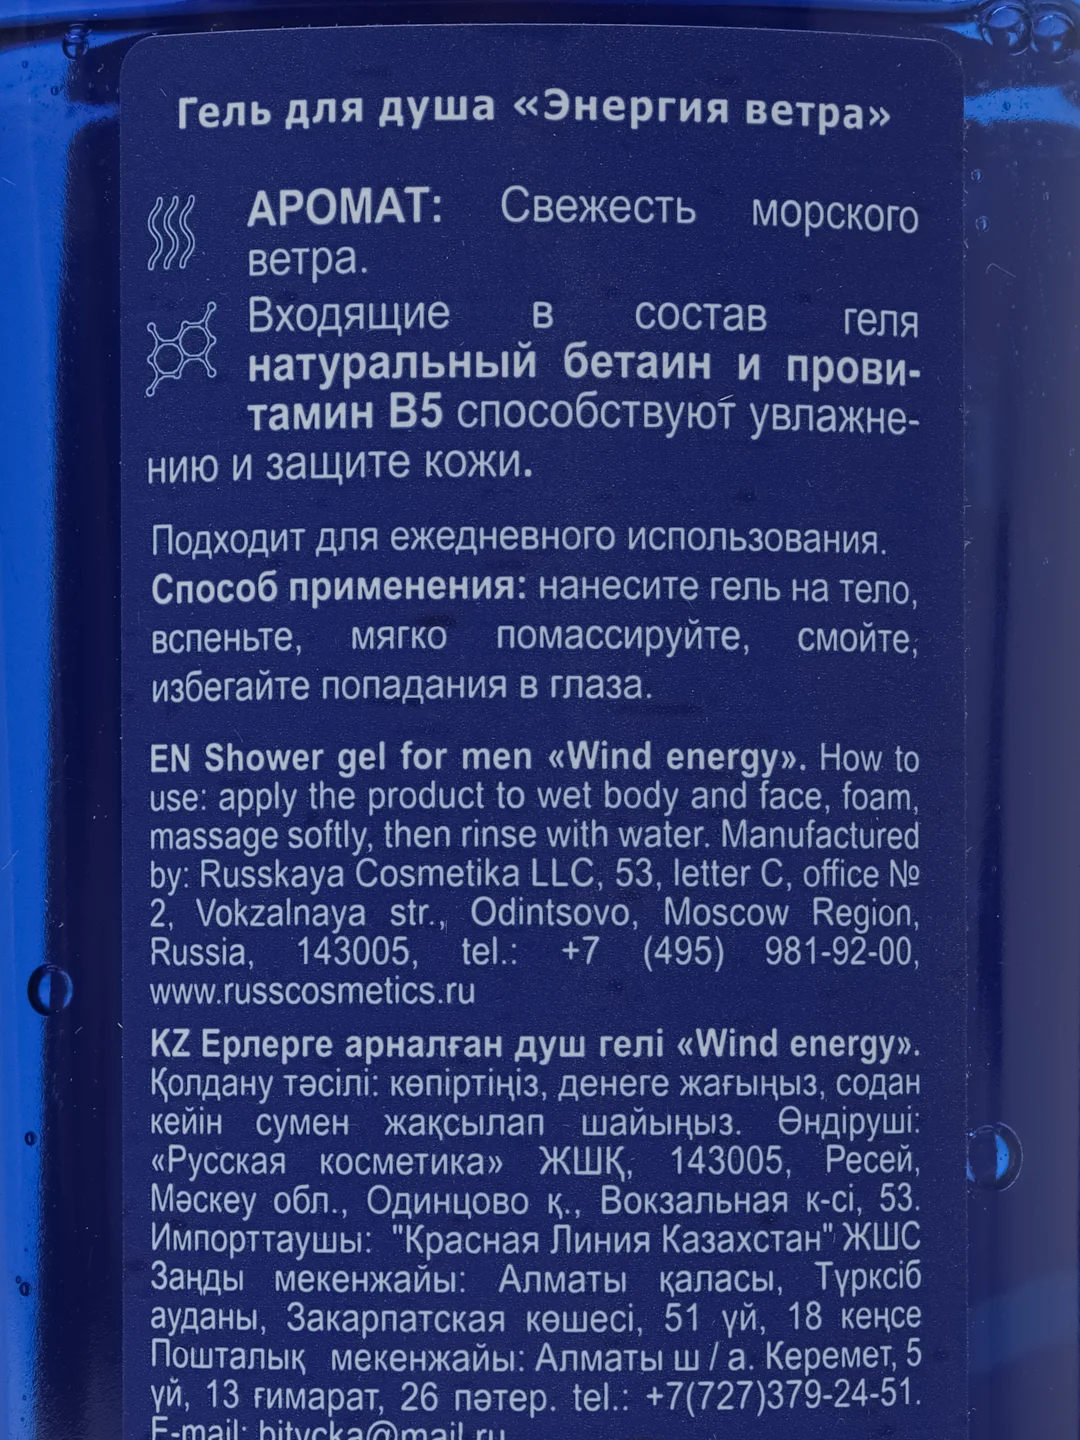 Гель для душа «Энергия ветра»
АРОМАТ: Свежесть морского
ветра.
Входящие в состав геля
натуральный бетаин и прови-
тамин В5 способствуют увлажне-
нию и защите кожи.
Подходит для ежедневного использования.
Способ применения: нанесите гель на тело,
вспеньте, мягко помассируйте, смойте,
избегайте попадания в глаза.
EN Shower gel for men «Wind energy». How to
use: apply the product to wet body and face, foam,
massage softly, then rinse with water. Manufactured
by: Russkaya Cosmetika LLC, 53, letter C, office №
2, Vokzalnaya str., Odintsovo, Moscow Region,
Russia, 143005, tel.: +7 (495) 981-92-00,
www.russcosmetics.ru
KZ Ерлерге арналған душ гелі «Wind energy».
Қолдану тәсілі: көпіртіңіз, денеге жағыңыз, содан
кейін сумен жақсылап шайыңыз. Өндіруші:
«Русская косметика» ЖШҚ, 143005, Ресей,
Мәскеу обл., Одинцово қ., Вокзальная к-сі, 53.
Импорттаушы: "Красная Линия Казахстан" ЖШС
Заңды мекенжайы: Алматы қаласы, Түрксіб
ауданы, Закарпатская көшесі, 51 үй, 18 кеңсе
Пошталық мекенжайы: Алматы ш / а. Керемет, 5
үй, 13 ғимарат, 26 пәтер. tel.: +7(727)379-24-51.
E-mail: bitycka@mail.ru